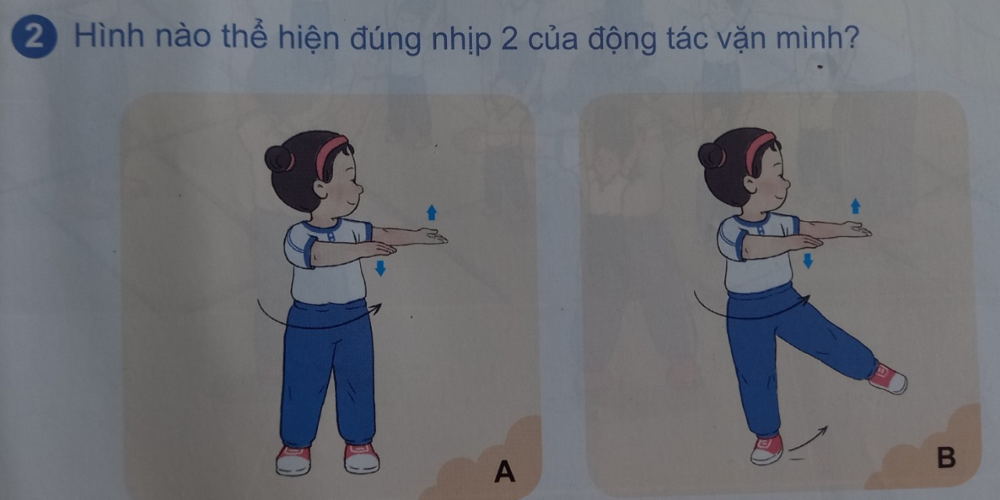 2 Hình nào thể hiện đúng nhịp 2 của động tác vặn mình?
A
B